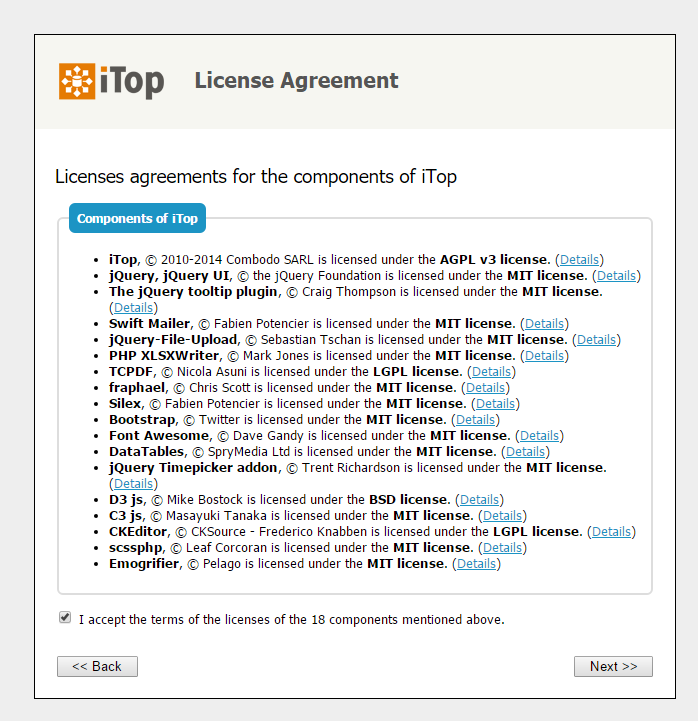 iTop License Agreement
Licenses agreements for the components of iTop
Components of iTop
• iTop, © 2010-2014 Combodo SARL is licensed under the AGPL v3 license. (Details)
• jQuery, jQuery UI, © the jQuery Foundation is licensed under the MIT license. (Details)
• The jQuery tooltip plugin, © Craig Thompson is licensed under the MIT license.
(Details)
• Swift Mailer, © Fabien Potencier is licensed under the MIT license. (Details)
• jQuery-File-Upload, © Sebastian Tschan is licensed under the MIT license. (Details)
• PHP XLSXWriter, © Mark Jones is licensed under the MIT license. (Details)
• TCPDF, © Nicola Asuni is licensed under the LGPL license. (Details)
• fraphael, © Chris Scott is licensed under the MIT license. (Details)
• Silex, © Fabien Potencier is licensed under the MIT license. (Details)
• Bootstrap, © Twitter is licensed under the MIT license. (Details)
• Font Awesome, © Dave Gandy is licensed under the MIT license. (Details)
• DataTables, © SpryMedia Ltd is licensed under the MIT license. (Details)
• jQuery Timepicker addon, © Trent Richardson is licensed under the MIT license.
(Details)
• D3 js, © Mike Bostock is licensed under the BSD license. (Details)
• C3 js, © Masayuki Tanaka is licensed under the MIT license. (Details)
• CKEditor, © CKSource - Frederico Knabben is licensed under the LGPL license. (Details)
• scssphp, © Leaf Corcoran is licensed under the MIT license. (Details)
• Emogrifier, © Pelago is licensed under the MIT license. (Details)
I accept the terms of the licenses of the 18 components mentioned above.
<< Back Next >>